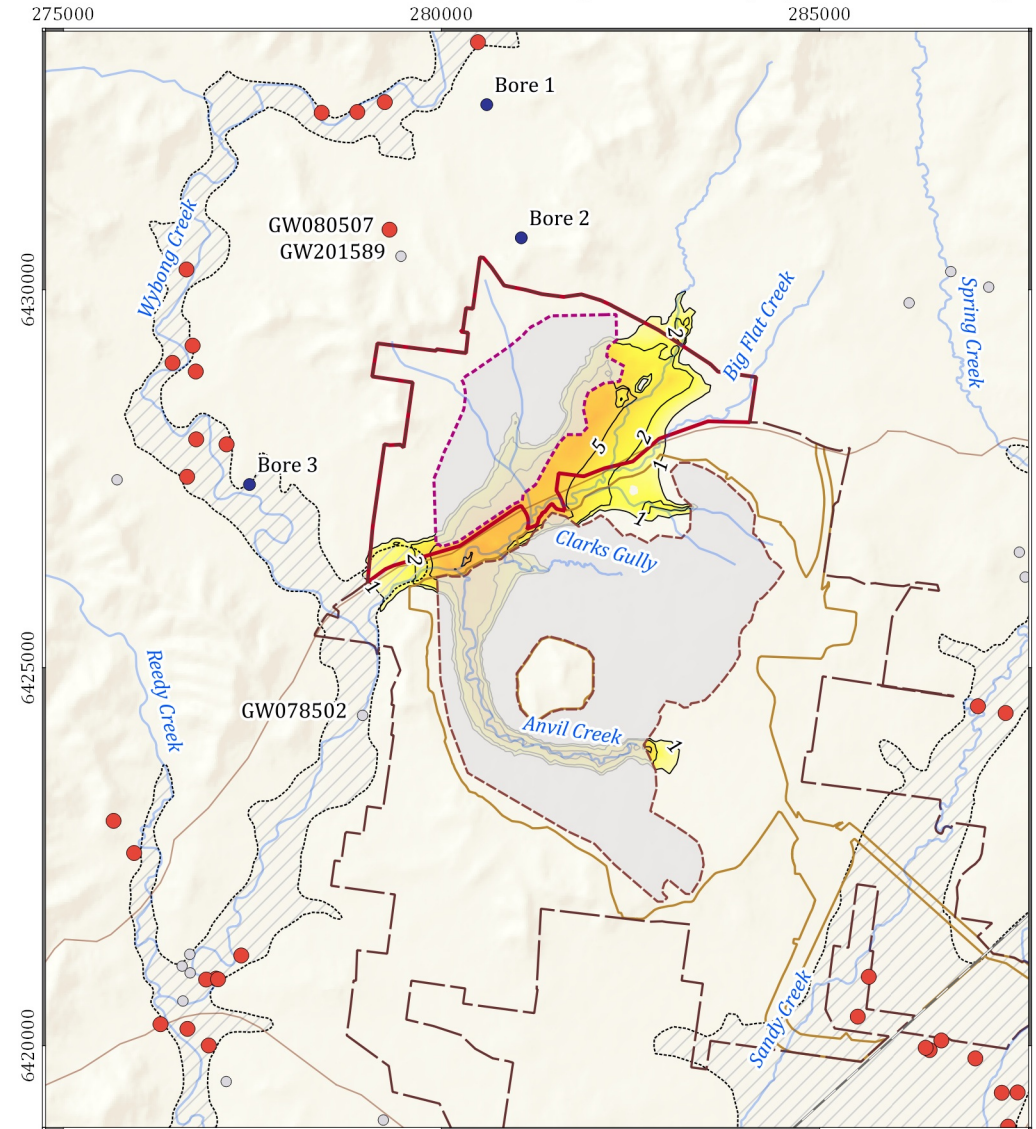 275000
280000
285000
Bore 1
Bore 2
GW080507
GW201589
Wybong Creek
6430000
Spring Creek
Big Flat Creek
2
5
2
1
Bore 3
1
Clarks Gully
2
1
6425000
Reedy Creek
GW078502
Anvil Creek
1
Sandy Creek
6420000